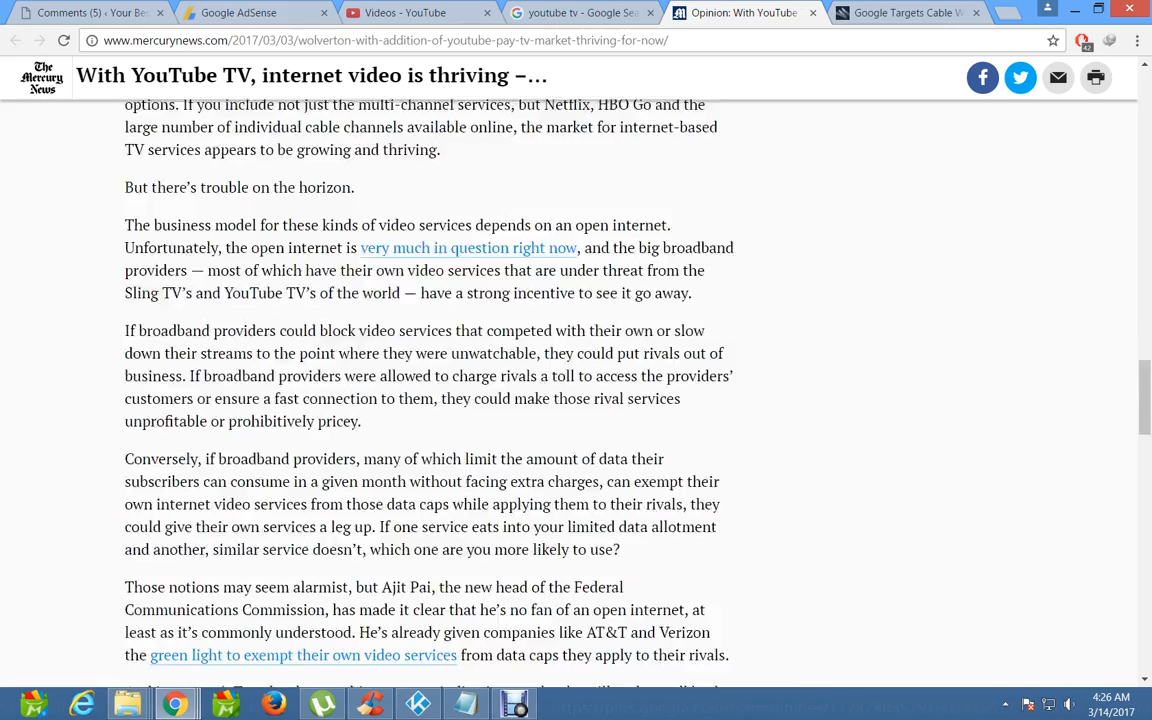 Comments (5) ‹ Your Be
Google AdSense
Videos - YouTube
youtube tv - Google Sea
Opinion: With YouTube
Google Targets Cable W
www.mercurynews.com/2017/03/03/wolverton-with-addition-of-youtube-pay-tv-market-thriving-for-now/
42
The
Mercury
News
With YouTube TV, internet video is thriving –...
options. If you include not just the multi-channel services, but Netflix, HBO Go and the
large number of individual cable channels available online, the market for internet-based
TV services appears to be growing and thriving.
But there’s trouble on the horizon.
The business model for these kinds of video services depends on an open internet.
Unfortunately, the open internet is very much in question right now, and the big broadband
providers — most of which have their own video services that are under threat from the
Sling TV’s and YouTube TV’s of the world — have a strong incentive to see it go away.
If broadband providers could block video services that competed with their own or slow
down their streams to the point where they were unwatchable, they could put rivals out of
business. If broadband providers were allowed to charge rivals a toll to access the providers’
customers or ensure a fast connection to them, they could make those rival services
unprofitable or prohibitively pricey.
Conversely, if broadband providers, many of which limit the amount of data their
subscribers can consume in a given month without facing extra charges, can exempt their
own internet video services from those data caps while applying them to their rivals, they
could give their own services a leg up. If one service eats into your limited data allotment
and another, similar service doesn’t, which one are you more likely to use?
Those notions may seem alarmist, but Ajit Pai, the new head of the Federal
Communications Commission, has made it clear that he’s no fan of an open internet, at
least as it’s commonly understood. He’s already given companies like AT&T and Verizon
the green light to exempt their own video services from data caps they apply to their rivals.
4:26 AM
3/14/2017